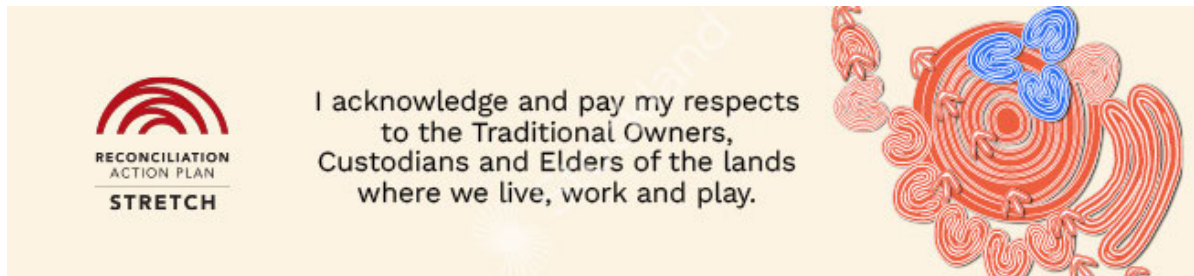 RECONCILIATION
ACTION PLAN
STRETCH
I acknowledge and pay my respects
to the Traditional Owners,
Custodians and Elders of the lands
where we live, work and play.